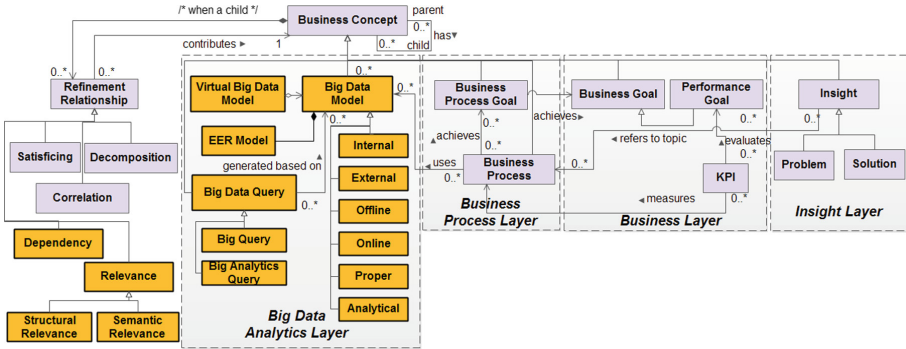 /* when a child */
Business Concept
parent
0..*
has▾
contributes ▸
1
0..*
child
0..*
0..*
Refinement
Relationship
Satisficing
Decomposition
Correlation
Dependency
Relevance
Structural
Relevance
Semantic
Relevance
0..*
Virtual Big Data
Model
Big Data
Model
0..*
0..*
EER Model
generated based on
Big Data Query
0..*
Big Query
Big Analytics
Query
Internal
External
Offline
Online
Proper
Analytical
Big Data
Analytics Layer
Business
Process Goal
0..*
achieves
0..*
uses
0..*
Business
Process
Business
Process Layer
Business Goal
Performance
Goal
0..*
0..*
achieves▸
◂ refers to topic
0..*
evaluates
0..*
KPI
◂ measures
0..*
Business Layer
Insight
0..*
Problem
Solution
Insight Layer